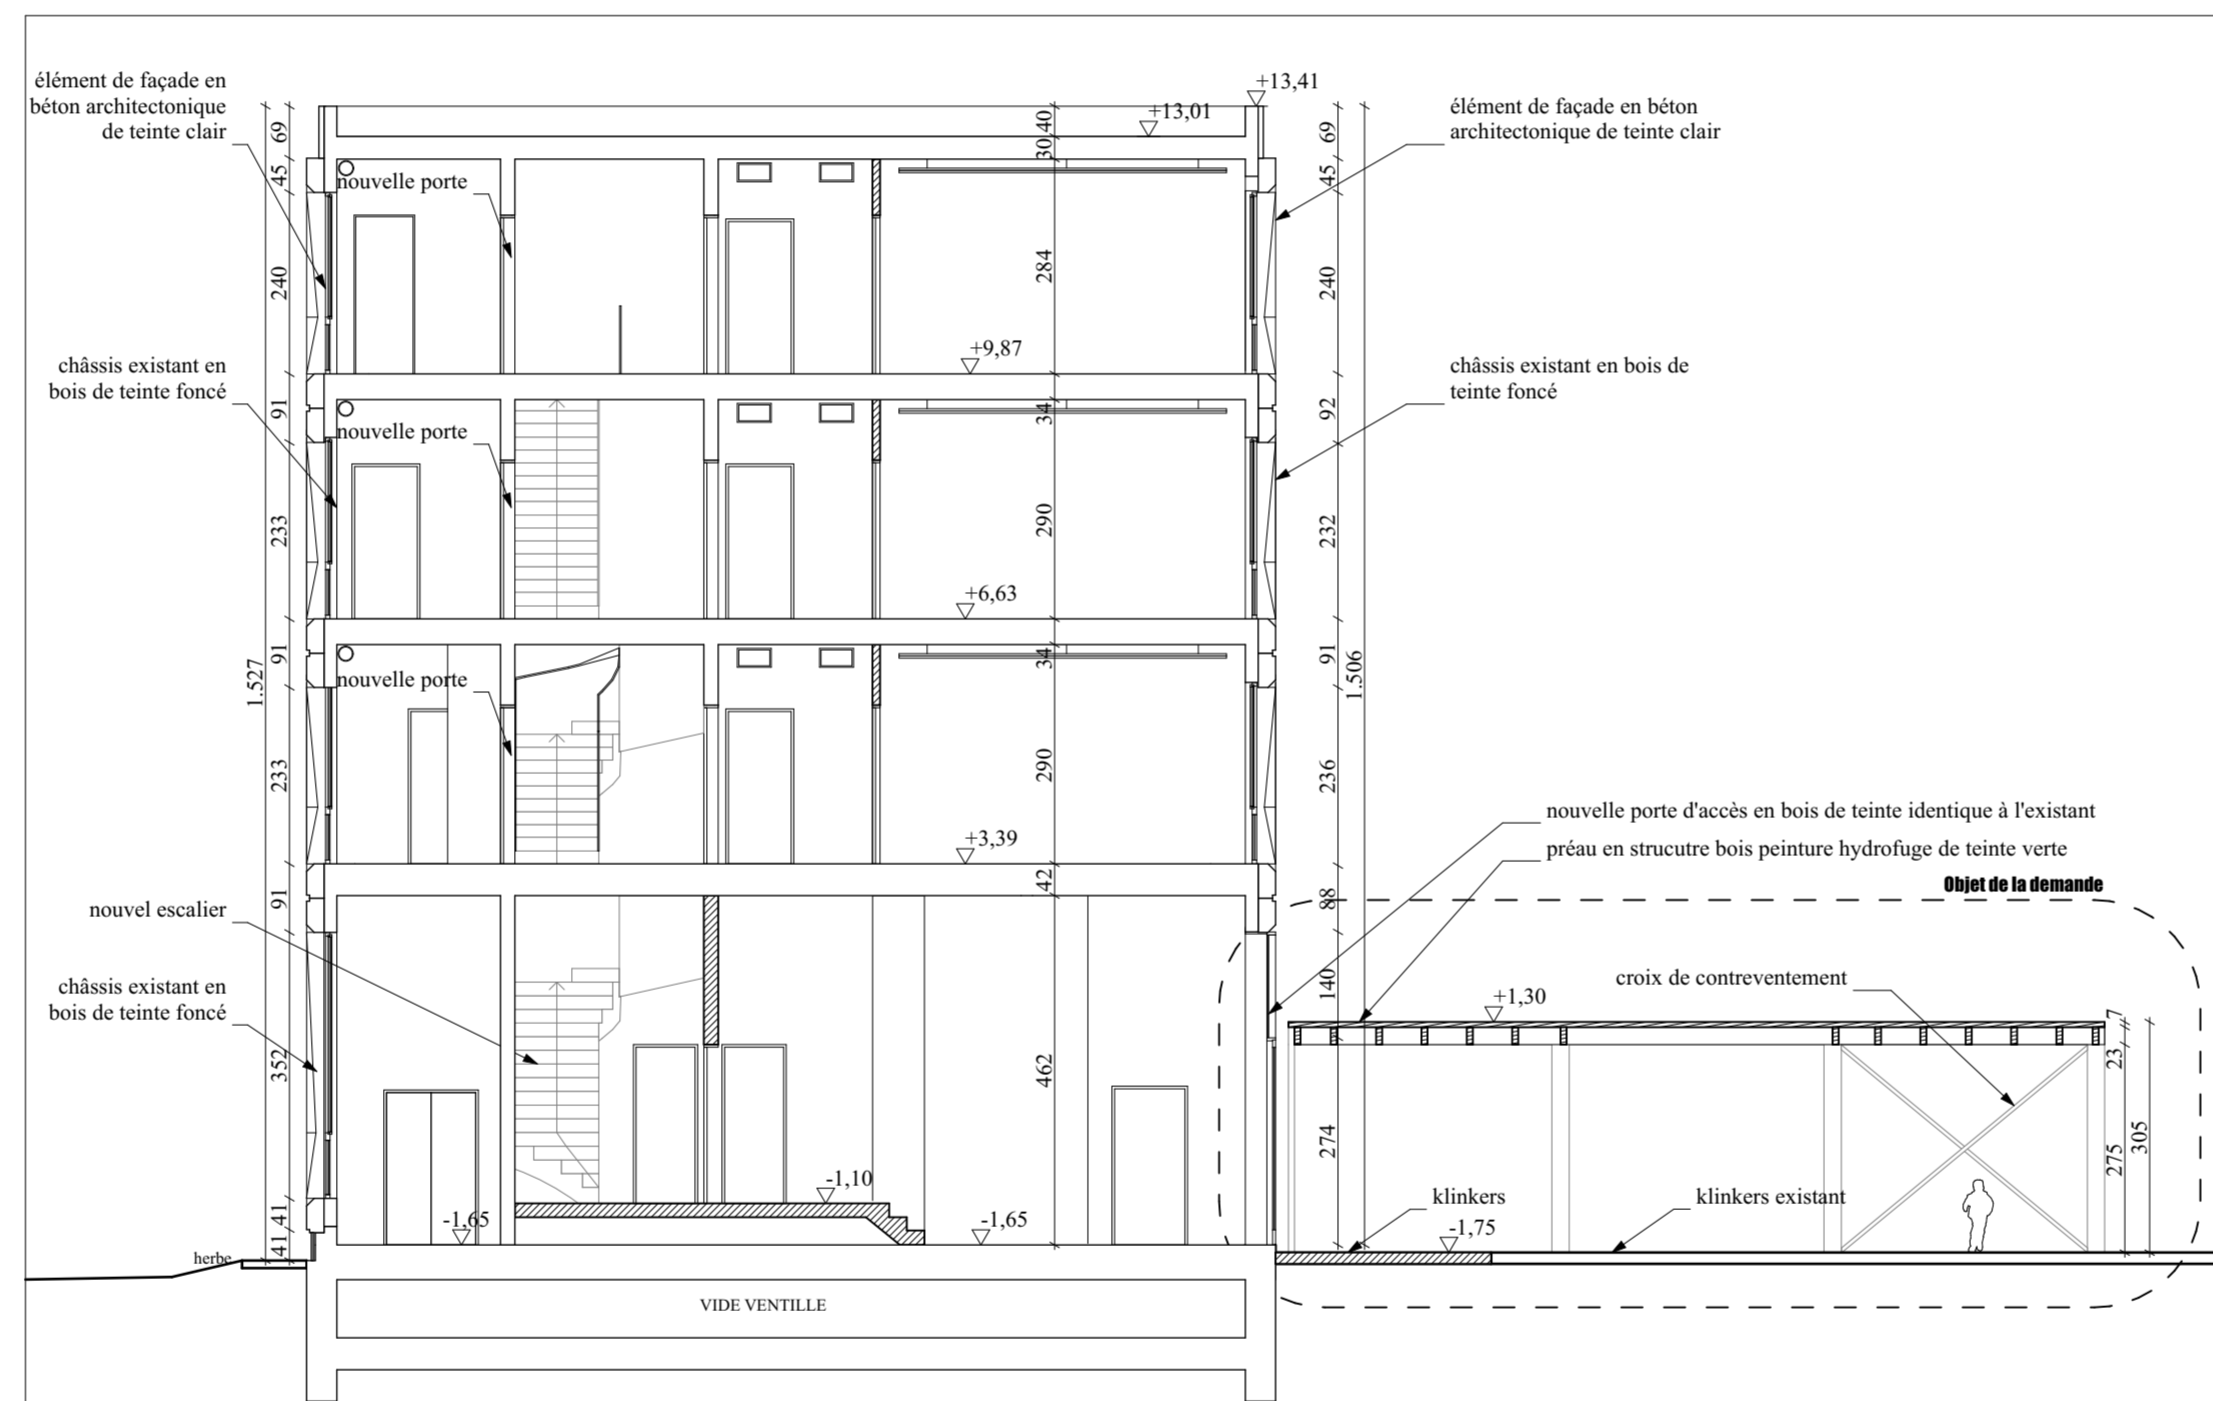 élément de façade en
béton architectonique
de teinte clair
châssis existant en
bois de teinte foncé
nouvel escalier
châssis existant en
bois de teinte foncé
herbe
1.527
69
45
240
91
233
91
233
91
352
41
41
nouvelle porte
nouvelle porte
nouvelle porte
+13,41
+13,01
+9,87
+6,63
+3,39
-1,10
-1,65
-1,65
40
30
284
34
290
34
290
42
462
VIDE VENTILLE
69
45
240
92
232
91
236
88
140
274
1.506
élément de façade en béton
architectonique de teinte clair
châssis existant en bois de
teinte foncé
nouvelle porte d'accès en bois de teinte identique à l'existant
préau en strucutre bois peinture hydrofuge de teinte verte
Objet de la demande
croix de contreventement
+1,30
7
23
275
305
klinkers
klinkers existant
-1,75